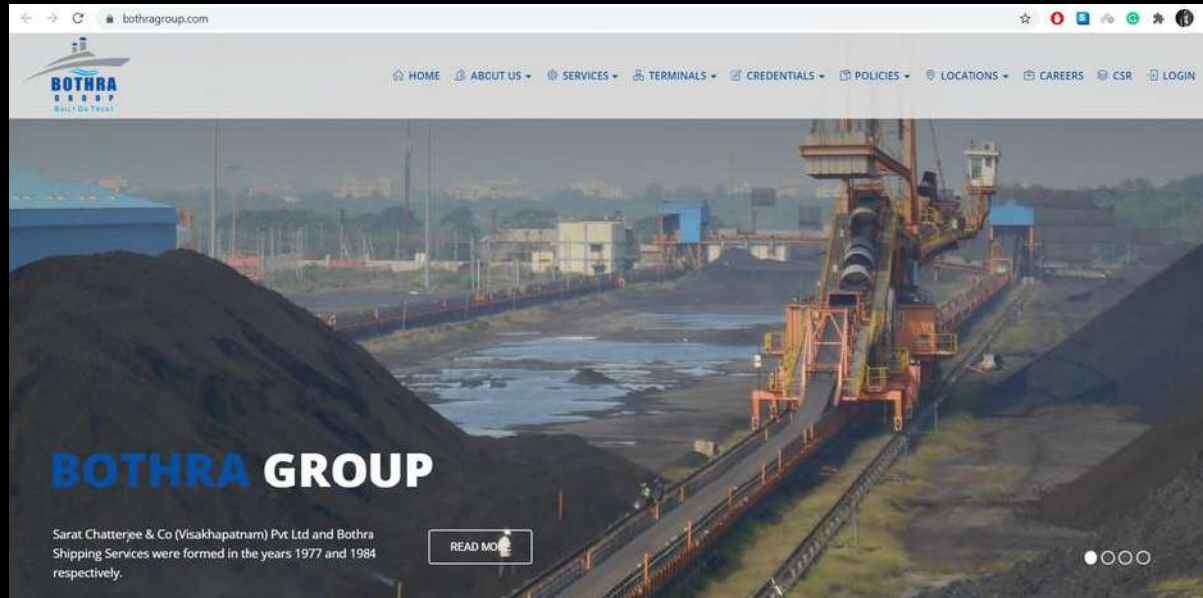 bothragroup.com
BOTHRA
GROUP
BUILT ON TRUST
HOME ABOUT US SERVICES TERMINALS CREDENTIALS POLICIES LOCATIONS CAREERS CSR LOGIN
BOTHRA GROUP
Sarat Chatterjee & Co (Visakhapatnam) Pvt Ltd and Bothra
Shipping Services were formed in the years 1977 and 1984
respectively.
READ MORE